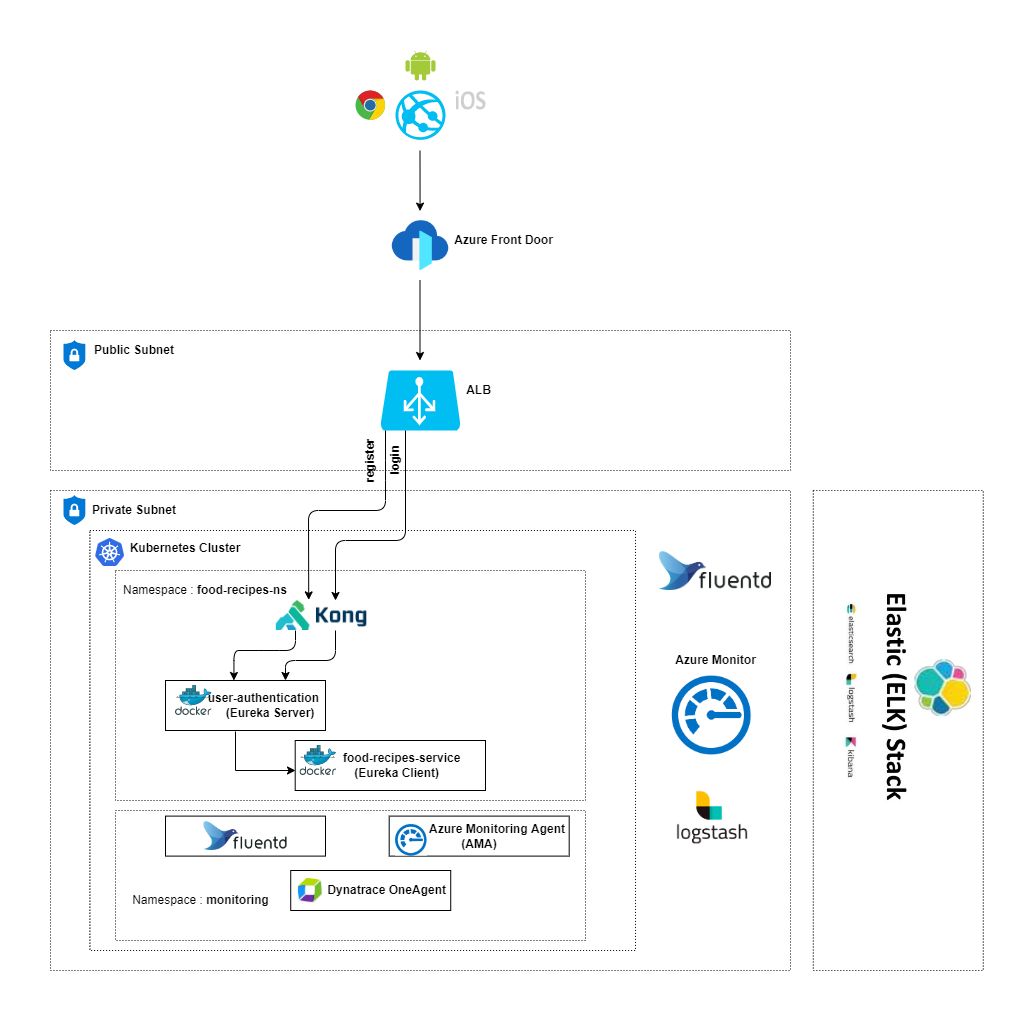 iOS
Azure Front Door
Public Subnet
ALB
register
login
Private Subnet
Kubernetes Cluster
Namespace : food-recipes-ns
Kong
docker
user-authentication
(Eureka Server)
docker
food-recipes-service
(Eureka Client)
fluentd
Azure Monitoring Agent
(AMA)
Dynatrace OneAgent
Namespace : monitoring
fluentd
Azure Monitor
logstash
Elastic (ELK) Stack
elasticsearch
logstash
kibana